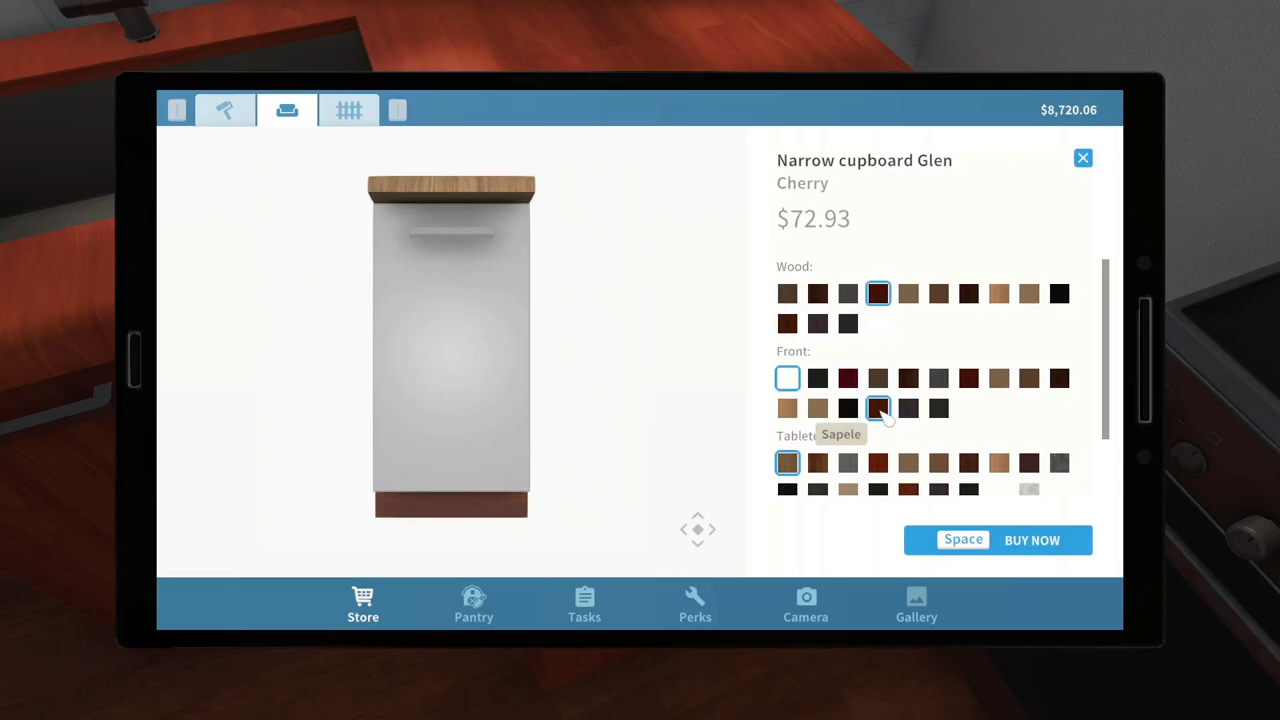 $8,720.06
Narrow cupboard Glen
Cherry
$72.93
Wood:
Front:
Sapele
Space BUY NOW
Store
Pantry
Tasks
Perks
Camera
Gallery